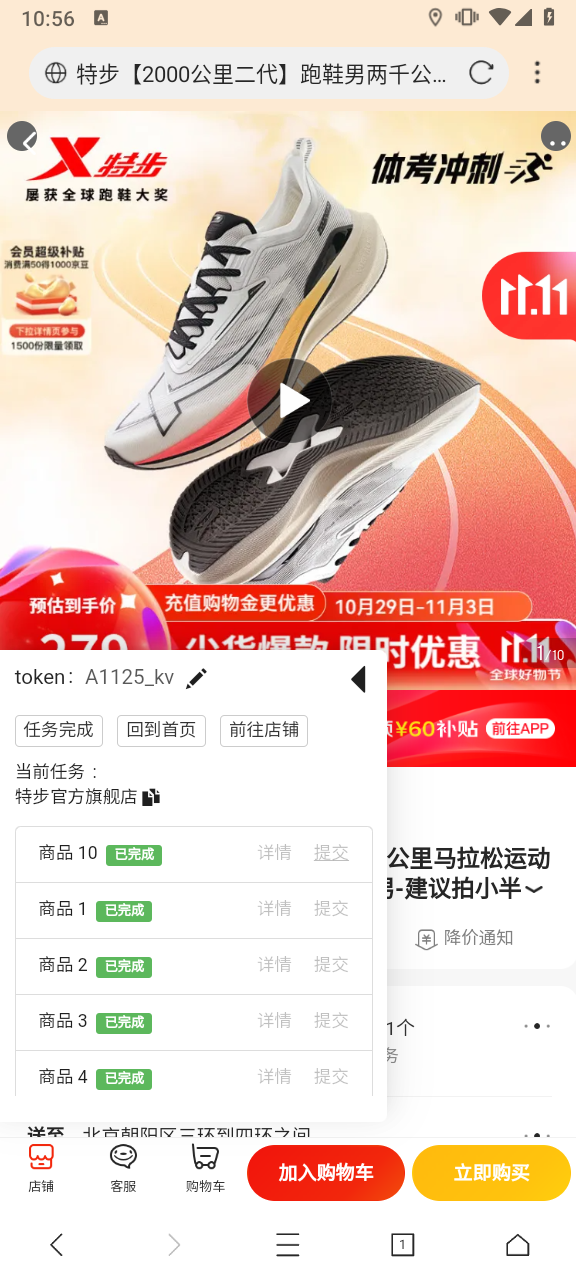 10:56
A
特步【2000公里二代】跑鞋男两千公...
X 特步
屡获全球跑鞋大奖
体考冲刺
会员超级补贴
消费满50得1000京豆
下拉详情页参与
1500份限量领取
11.11
预估到手价
充值购物金更优惠
10月29日-11月3日
限时优惠
11.11
全球好物节
1/10
token: A1125_kv
任务完成
回到首页
前往店铺
¥60补贴
前往APP
当前任务 :
特步官方旗舰店
商品 10 已完成 详情 提交
公里马拉松运动
男-建议拍小半
商品 1 已完成 详情 提交
降价通知
商品 2 已完成 详情 提交
商品 3 已完成 详情 提交
1个
务
商品 4 已完成 详情 提交
送至 北京朝阳区三环到四环之间
店铺
客服
购物车
加入购物车
立即购买
1